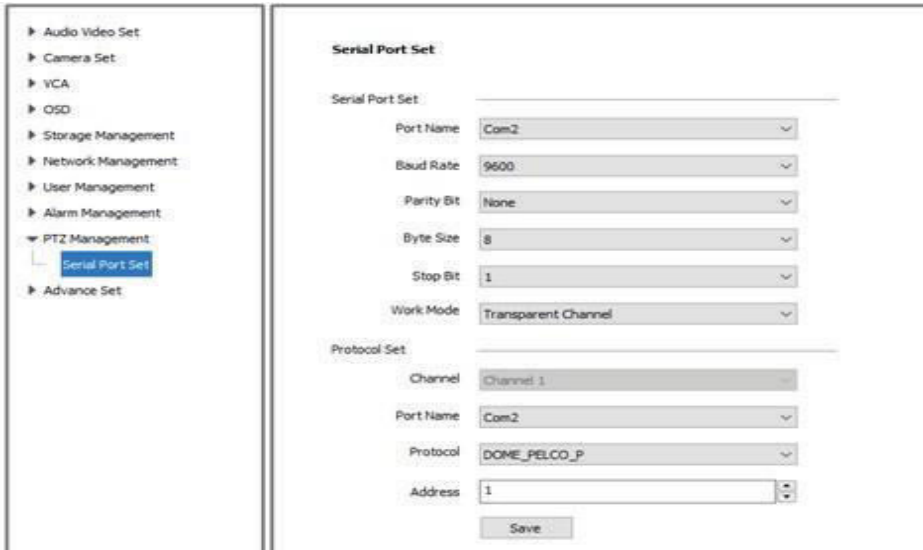 Audio Video Set
Camera Set
VCA
OSD
Storage Management
Network Management
User Management
Alarm Management
PTZ Management
Serial Port Set
Advance Set
Serial Port Set
Serial Port Set
Port Name Com2
Baud Rate 9600
Parity Bit None
Byte Size 8
Stop Bit 1
Work Mode Transparent Channel
Protocol Set
Channel Channel 1
Port Name Com2
Protocol DOME_PELCO_P
Address 1
Save